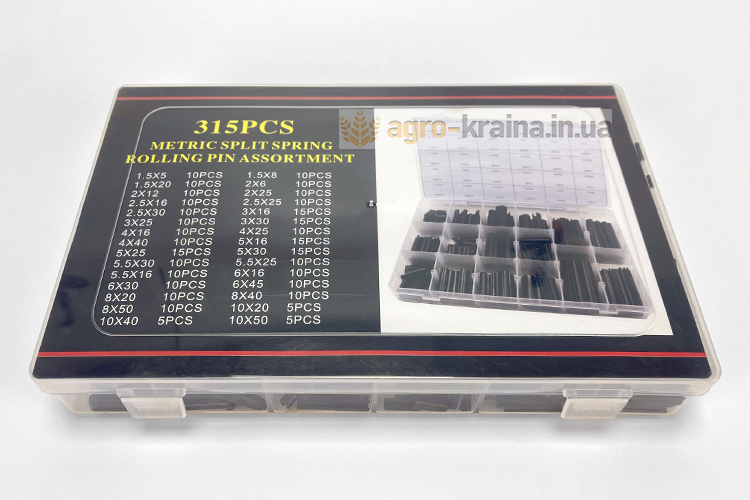 315PCS
METRIC SPLIT SPRING
ROLLING PIN ASSORTMENT
1.5X5 10PCS 1.5X8 10PCS
1.5X20 10PCS 2X6 10PCS
2X12 10PCS 2X25 10PCS
2.5X16 10PCS 2.5X25 10PCS
2.5X30 10PCS 3X16 15PCS
3X25 10PCS 3X30 15PCS
4X16 10PCS 4X25 10PCS
4X40 10PCS 5X16 15PCS
5X25 15PCS 5X30 15PCS
5.5X30 10PCS 5.5X25 10PCS
5.5X16 10PCS 6X16 10PCS
6X30 10PCS 6X45 10PCS
8X20 10PCS 8X40 10PCS
8X50 10PCS 10X20 5PCS
10X40 5PCS 10X50 5PCS
agro-kraina.in.ua